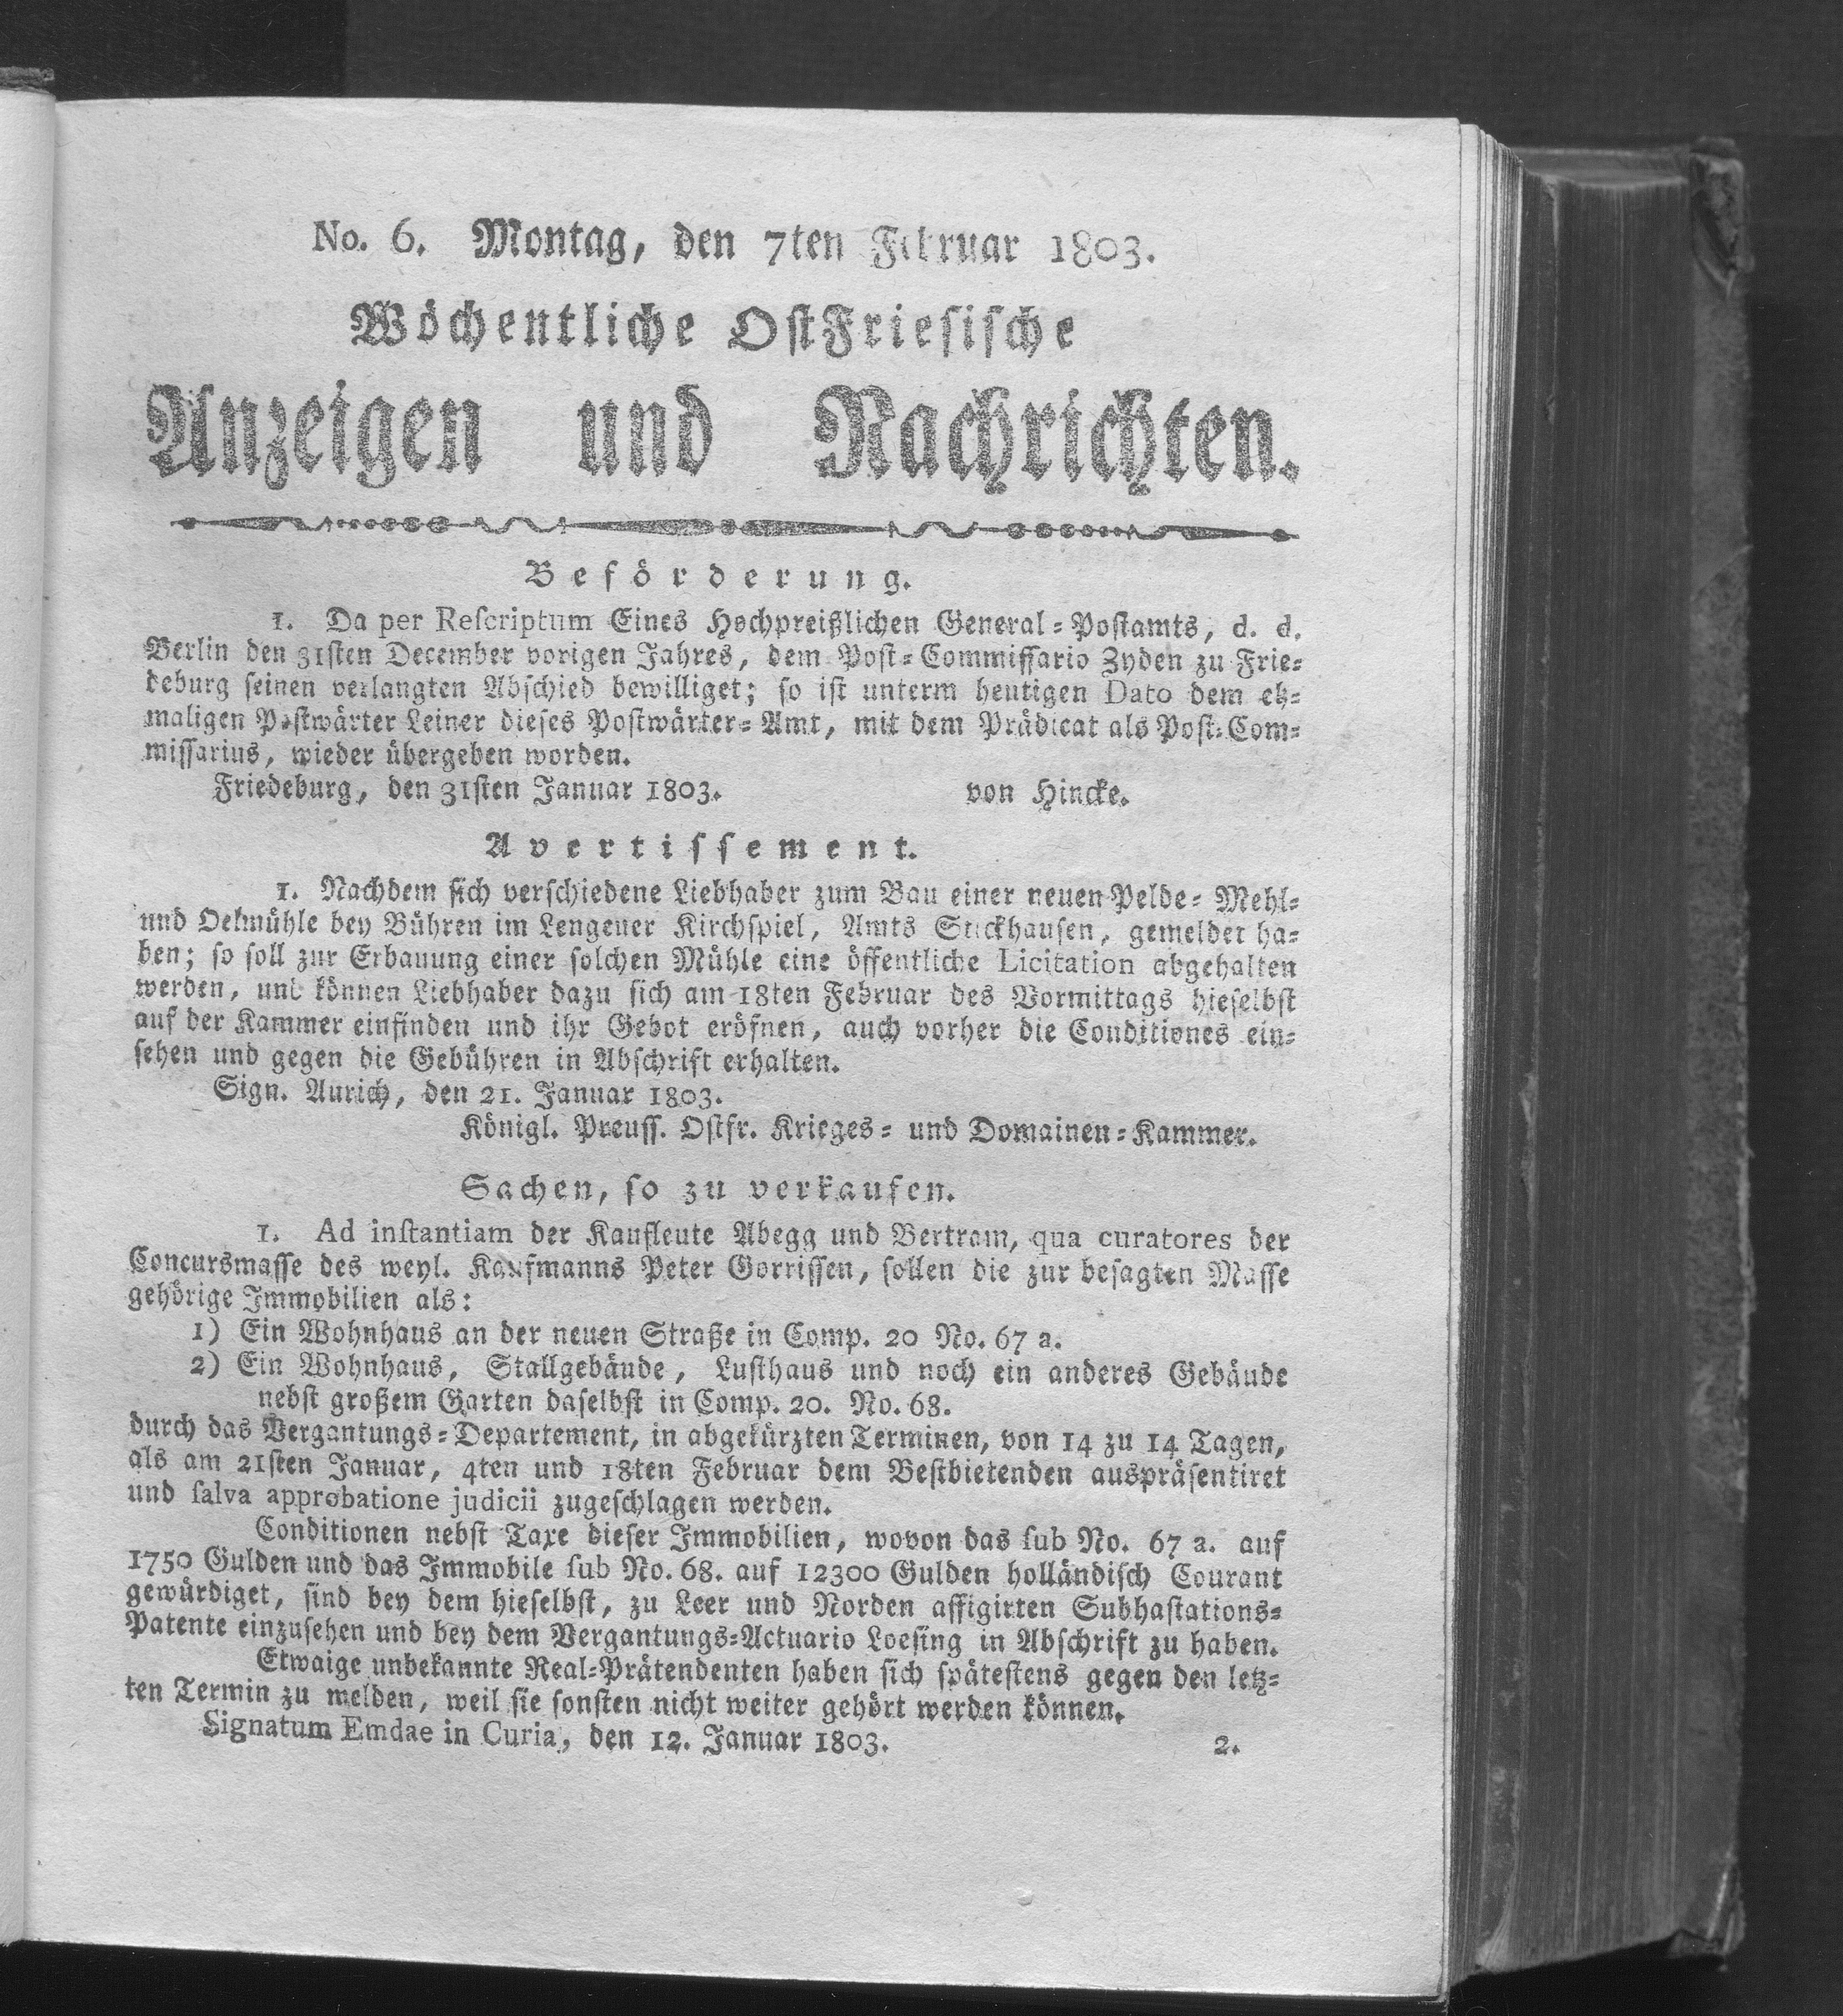 No. 6. Montag, den 7ten Februar 1803.
Wöchentliche OstFriesische
Anzeigen und Nachrichten.
Beförderung.
1. Da per Rescriptum Eines Hochpreißlichen General-Postamts, d. d.
Berlin den 31sten December vorigen Jahres, dem Post-Commissario Zyden zu Frie-
deburg seinen verlangten Abschied bewilliget; so ist unterm heutigen Dato dem eh-
maligen Postwärter Leiner dieses Postwärter-Amt, mit dem Prädicat als Post-Com-
missarius, wieder übergeben worden.
Friedeburg, den 31sten Januar 1803. von Hincke.
Avertissement.
1. Nachdem sich verschiedene Liebhaber zum Bau einer neuen Pelde- Mehl-
und Oelmühle bey Bühren im Lengener Kirchspiel, Amts Stickhausen, gemeldet ha-
ben; so soll zur Erbauung einer solchen Mühle eine öffentliche Licitation abgehalten
werden, und können Liebhaber dazu sich am 18ten Februar des Vormittags hieselbst
auf der Kammer einfinden und ihr Gebot eröfnen, auch vorher die Conditiones ein-
sehen und gegen die Gebühren in Abschrift erhalten.
Sign. Aurich, den 21. Januar 1803.
Königl. Preuss. Ostfr. Krieges- und Domainen-Kammer.
Sachen, so zu verkaufen.
1. Ad instantiam der Kaufleute Abegg und Bertram, qua curatores der
Concursmasse des weyl. Kaufmanns Peter Gorrissen, sollen die zur besagten Masse
gehörige Immobilien als:
1) Ein Wohnhaus an der neuen Straße in Comp. 20 No. 67 a.
2) Ein Wohnhaus, Stallgebäude, Lusthaus und noch ein anderes Gebäude
nebst großem Garten daselbst in Comp. 20. No. 68.
durch das Vergantungs-Departement, in abgekürzten Terminen, von 14 zu 14 Tagen,
als am 21sten Januar, 4ten und 18ten Februar dem Bestbietenden auspräsentiret
und salva approbatione judicii zugeschlagen werden.
Conditionen nebst Taxe dieser Immobilien, wovon das sub No. 67 a. auf
1750 Gulden und das Immobile sub No. 68. auf 12300 Gulden holländisch Courant
gewürdiget, sind bey dem hieselbst, zu Leer und Norden affigirten Subhastations-
Patente einzusehen und bey dem Vergantungs-Actuario Loesing in Abschrift zu haben.
Etwaige unbekannte Real-Prätendenten haben sich spätestens gegen den letz-
ten Termin zu melden, weil sie sonsten nicht weiter gehört werden können.
Signatum Emdae in Curia, den 12. Januar 1803. 2.